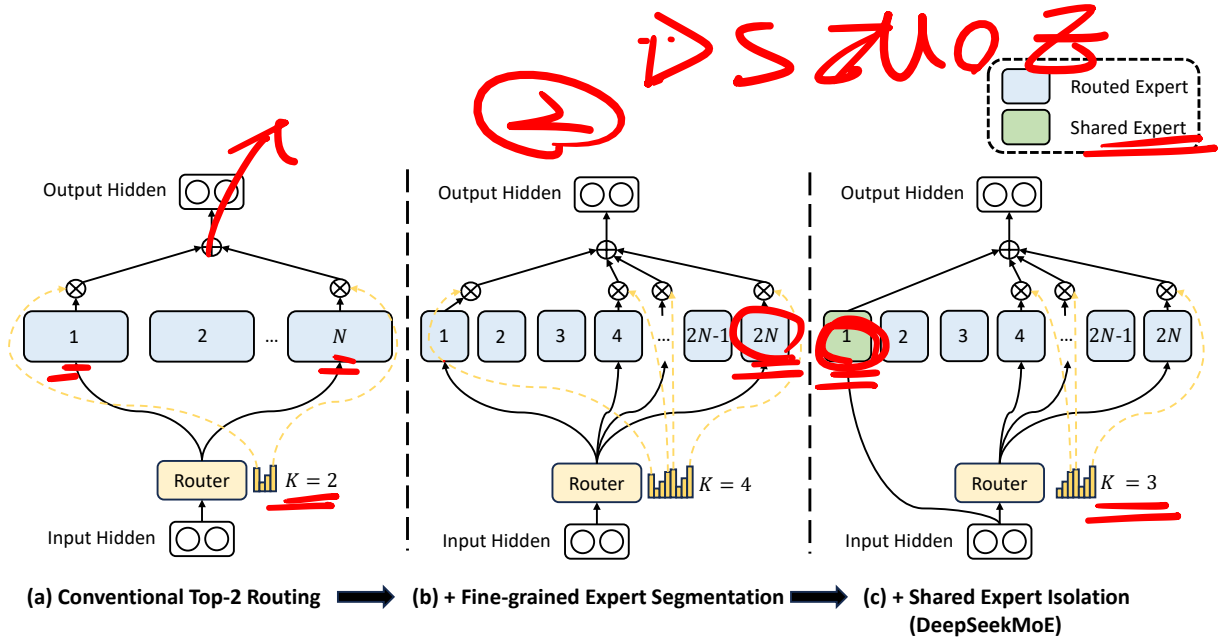 DS MOE
2
Routed Expert
Shared Expert
Output Hidden
1
2
...
N
Router
K = 2
Input Hidden
(a) Conventional Top-2 Routing
Output Hidden
1
2
3
4
...
2N-1
2N
Router
K = 4
Input Hidden
(b) + Fine-grained Expert Segmentation
Output Hidden
1
2
3
4
...
2N-1
2N
Router
K = 3
Input Hidden
(c) + Shared Expert Isolation
(DeepSeekMoE)